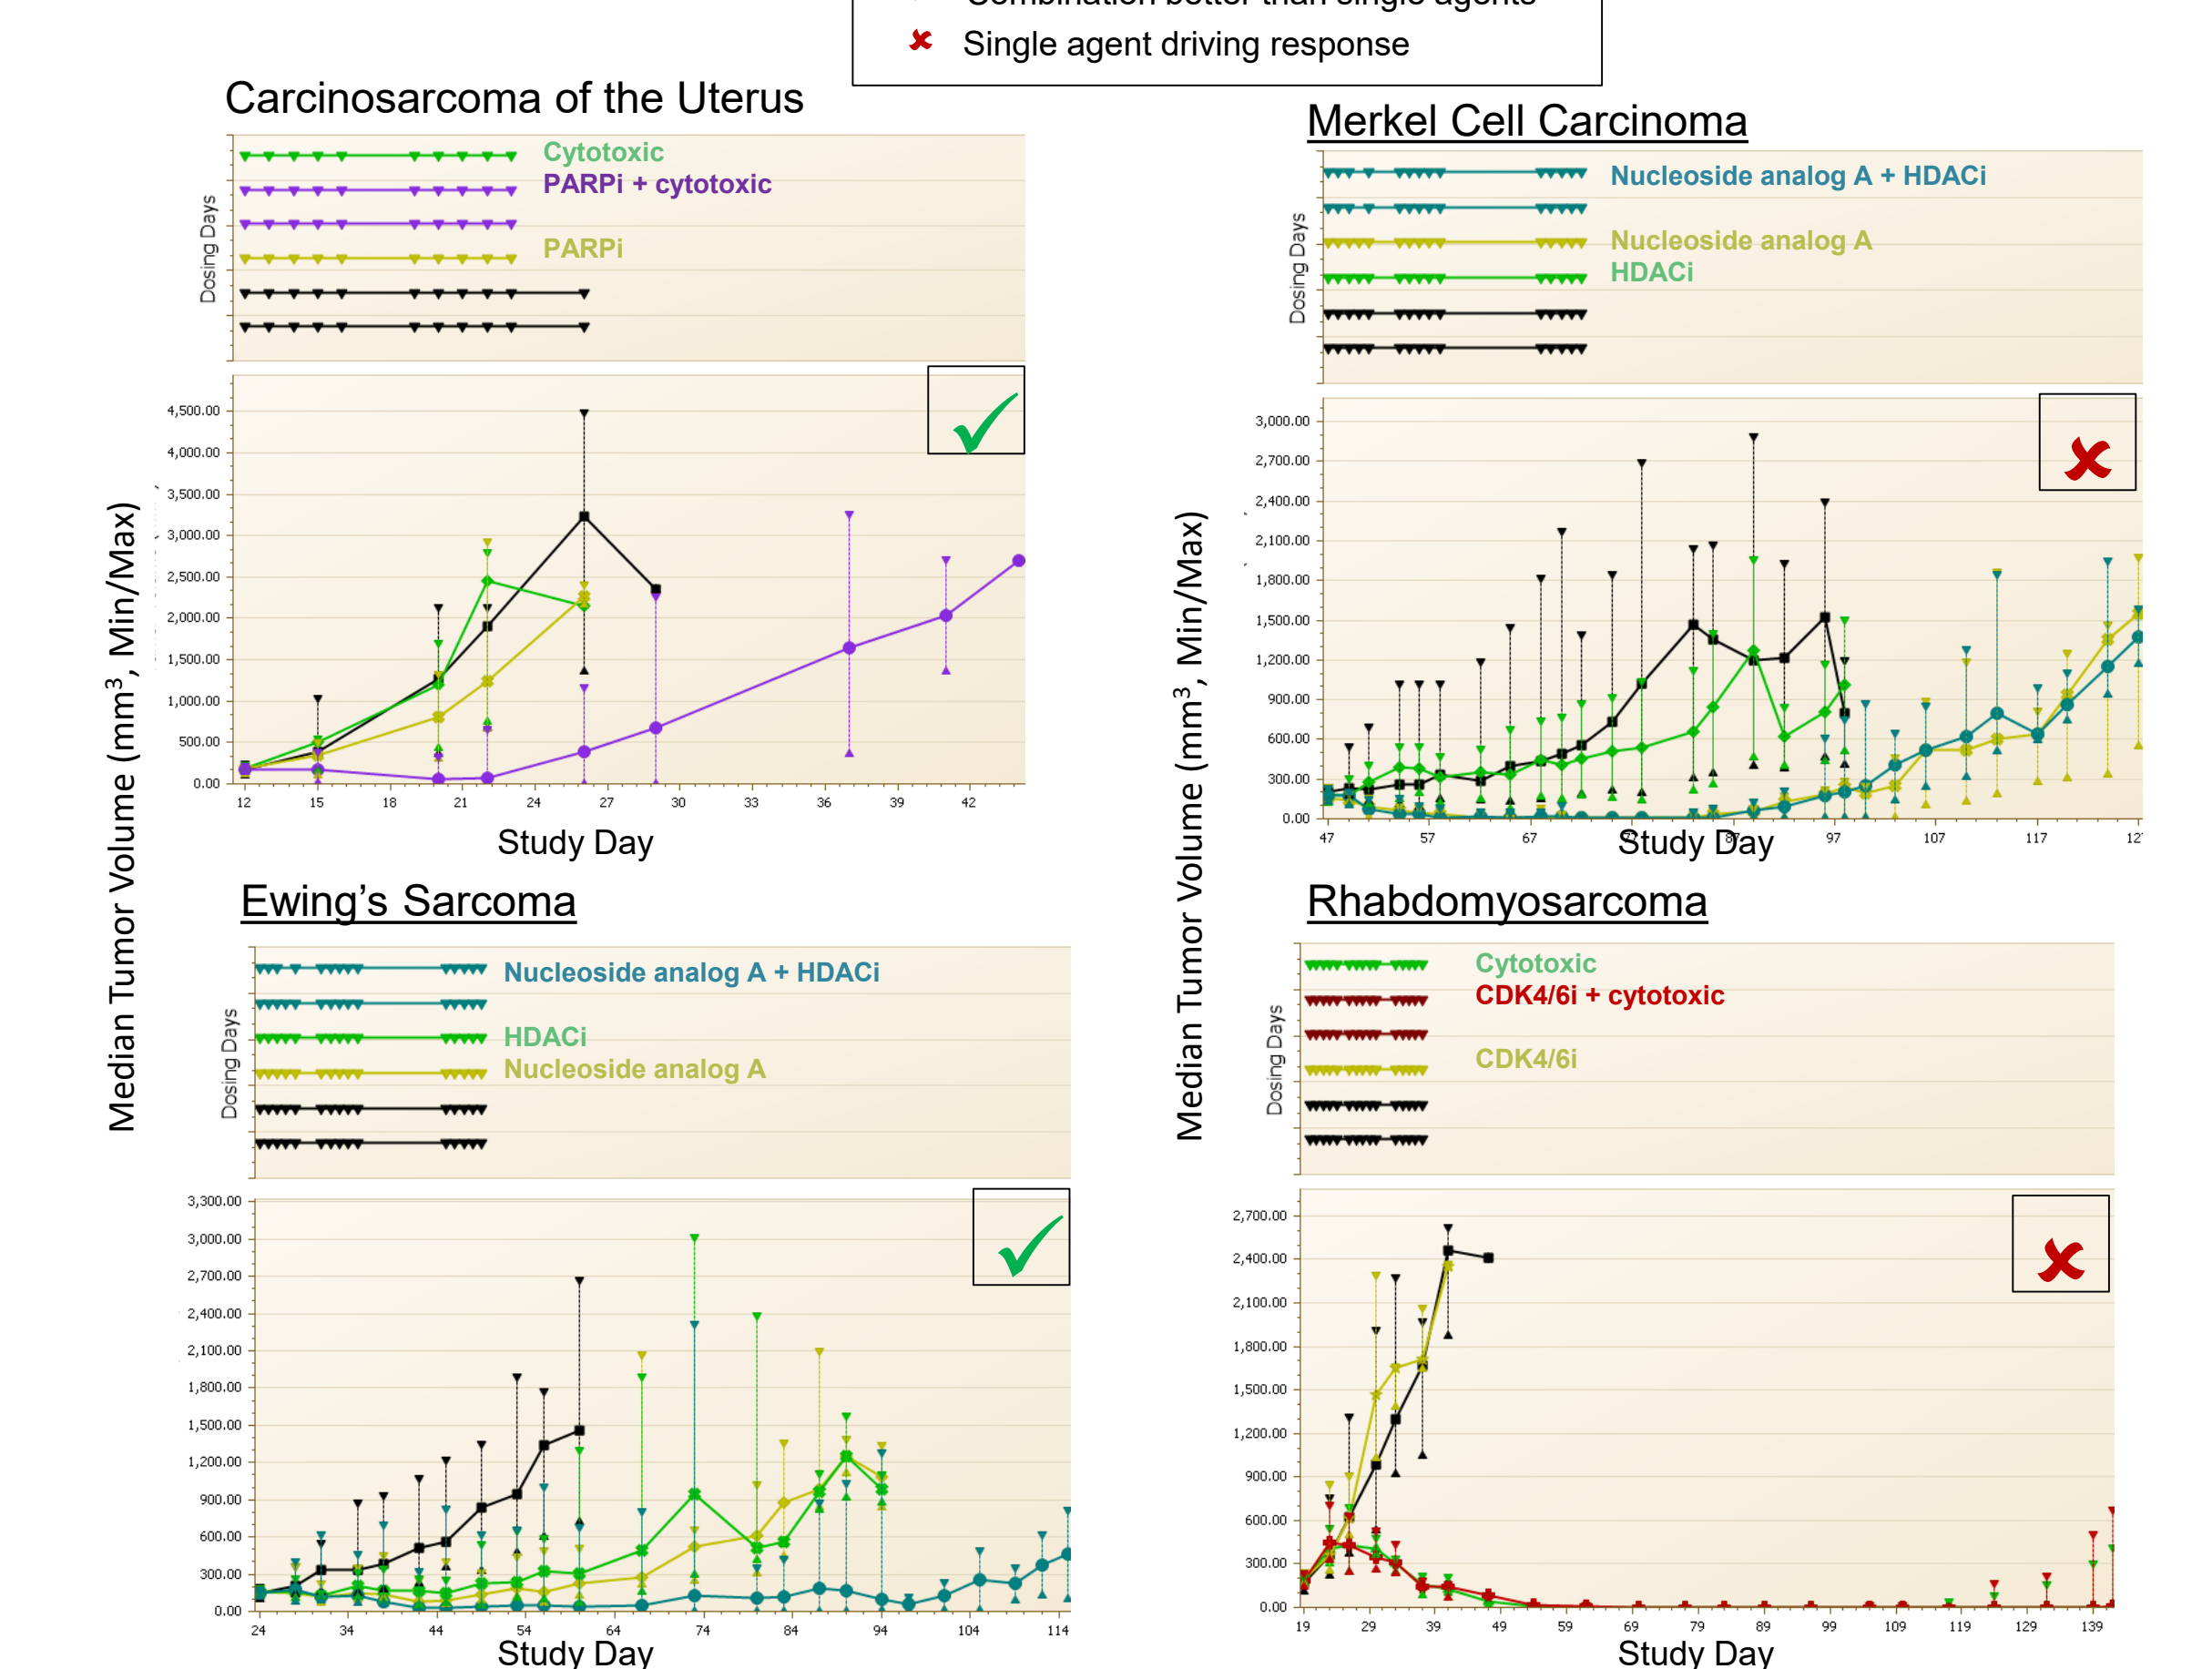 Combination better than single agents
✘ Single agent driving response
Carcinosarcoma of the Uterus
Cytotoxic
PARPi + cytotoxic
PARPi
Dosing Days
4,500.00
4,000.00
3,500.00
3,000.00
2,500.00
2,000.00
1,500.00
1,000.00
500.00
0.00
12 15 18 21 24 27 30 33 36 39 42
Study Day
Merkel Cell Carcinoma
Nucleoside analog A + HDACi
Nucleoside analog A
HDACi
Dosing Days
3,000.00
2,700.00
2,400.00
2,100.00
1,800.00
1,500.00
1,200.00
900.00
600.00
300.00
0.00
47 57 67 77 87 97 107 117 12
Study Day
Median Tumor Volume (mm³, Min/Max)
Median Tumor Volume (mm³, Min/Max)
Ewing’s Sarcoma
Nucleoside analog A + HDACi
HDACi
Nucleoside analog A
Dosing Days
3,300.00
3,000.00
2,700.00
2,400.00
2,100.00
1,800.00
1,500.00
1,200.00
900.00
600.00
300.00
0.00
24 34 44 54 64 74 84 94 104 114
Study Day
Rhabdomyosarcoma
Cytotoxic
CDK4/6i + cytotoxic
CDK4/6i
Dosing Days
2,700.00
2,400.00
2,100.00
1,800.00
1,500.00
1,200.00
900.00
600.00
300.00
0.00
19 29 39 49 59 69 79 89 99 109 119 129 139
Study Day